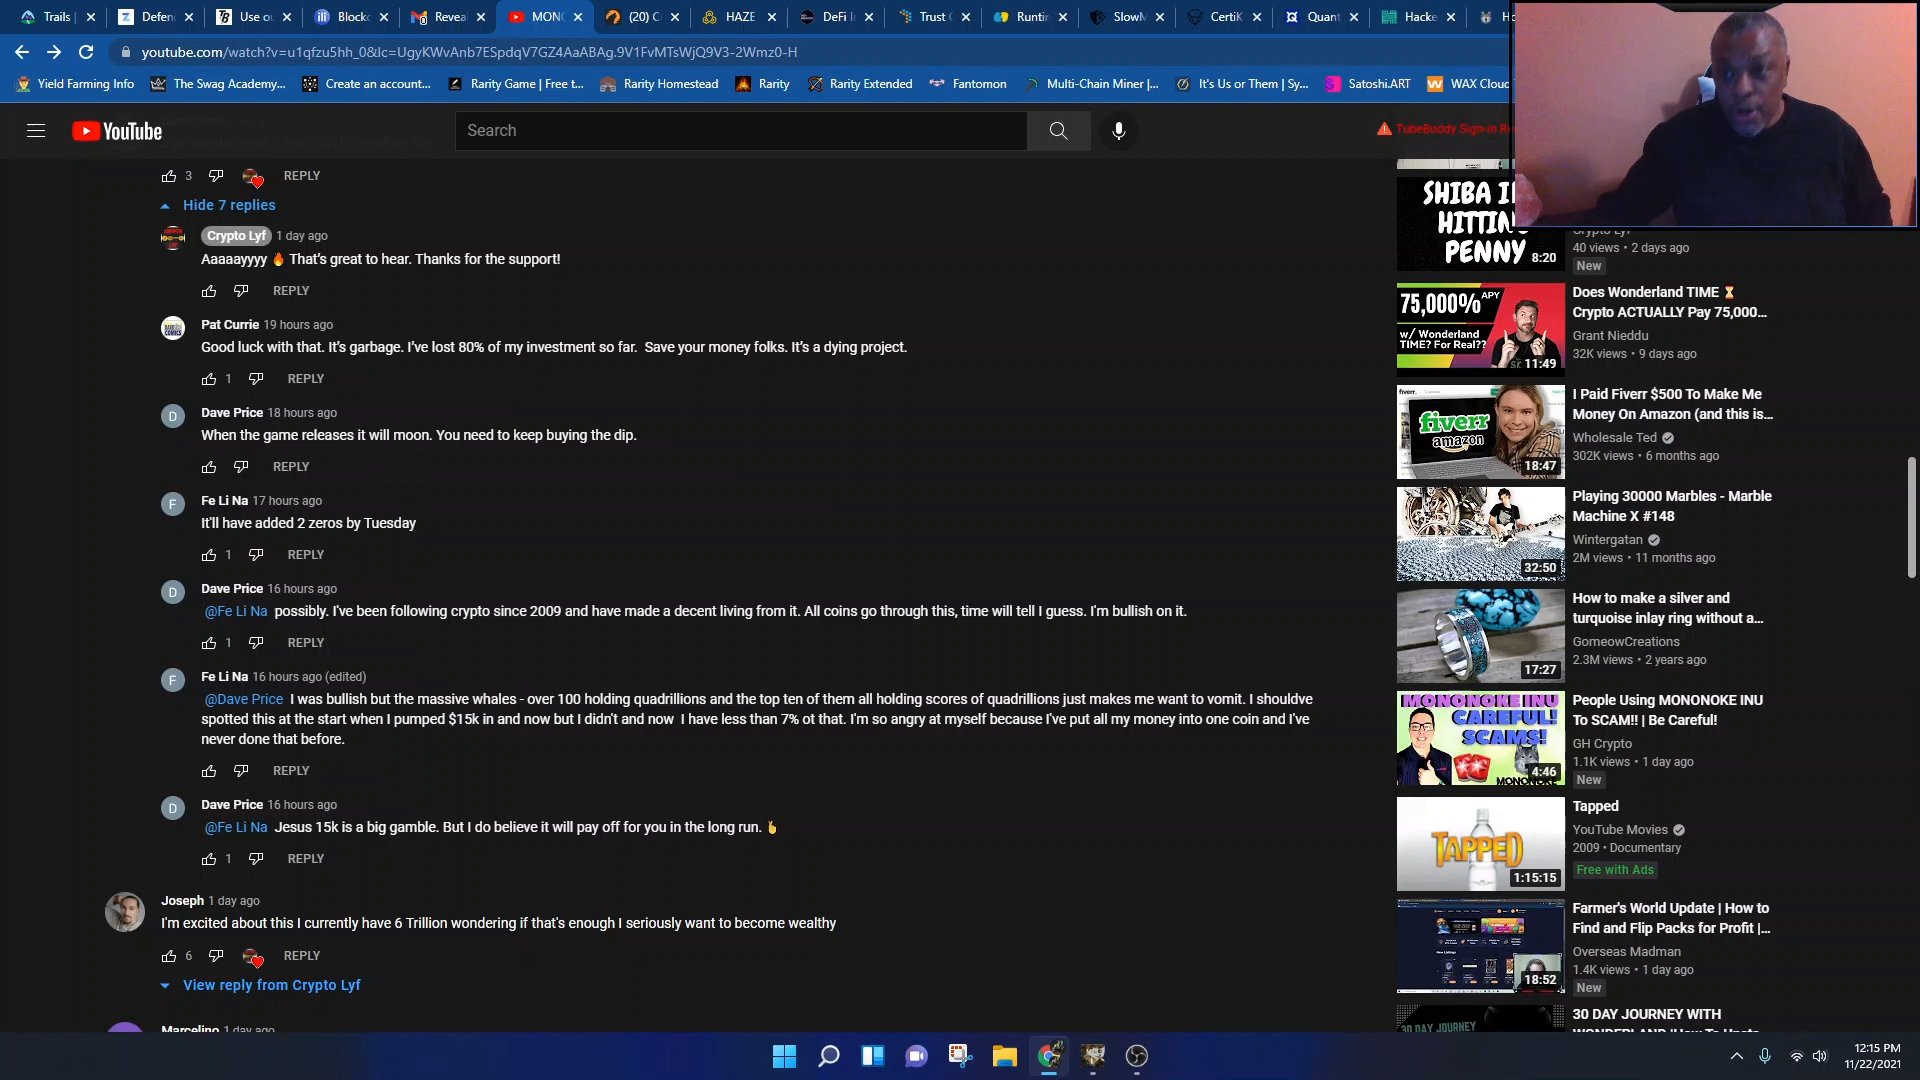 Trails |
Defen
Use o
Block
Reveal
MONO
(20) C
HAZE
DeFi I
Trust
Runti
SlowM
CertiK
Quant
Hacke
youtube.com/watch?v=u1qfzu5hh_0&lc=UgyKWvAnb7ESpdqV7GZ4AaABAg.9V1FvMTsWjQ9V3-2Wmz0-H
Yield Farming Info
The Swag Academy...
Create an account...
Rarity Game | Free t...
Rarity Homestead
Rarity
Rarity Extended
Fantomon
Multi-Chain Miner |...
It's Us or Them | Sy...
Satoshi.ART
WAX Cloud
YouTube
Search
TubeBuddy Sign-in Re
3
REPLY
Hide 7 replies
Crypto Lyf 1 day ago
Aaaaayyyy 🔥 That's great to hear. Thanks for the support!
REPLY
Pat Currie 19 hours ago
Good luck with that. It's garbage. I've lost 80% of my investment so far. Save your money folks. It's a dying project.
1 REPLY
D
Dave Price 18 hours ago
When the game releases it will moon. You need to keep buying the dip.
REPLY
F
Fe Li Na 17 hours ago
It'll have added 2 zeros by Tuesday
1 REPLY
D
Dave Price 16 hours ago
@Fe Li Na possibly. I've been following crypto since 2009 and have made a decent living from it. All coins go through this, time will tell I guess. I'm bullish on it.
1 REPLY
F
Fe Li Na 16 hours ago (edited)
@Dave Price I was bullish but the massive whales - over 100 holding quadrillions and the top ten of them all holding scores of quadrillions just makes me want to vomit. I shouldve
spotted this at the start when I pumped $15k in and now but I didn't and now I have less than 7% ot that. I'm so angry at myself because I've put all my money into one coin and I've
never done that before.
REPLY
D
Dave Price 16 hours ago
@Fe Li Na Jesus 15k is a big gamble. But I do believe it will pay off for you in the long run. 🤞
1 REPLY
Joseph 1 day ago
I'm excited about this I currently have 6 Trillion wondering if that's enough I seriously want to become wealthy
6 REPLY
View reply from Crypto Lyf
Marcelino 1 day ago
SHIBA I
HITTIN
PENNY
8:20
Crypto Lyf
40 views • 2 days ago
New
75,000% APY
w/ Wonderland
TIME? For Real??
11:49
Does Wonderland TIME ⏳
Crypto ACTUALLY Pay 75,000...
Grant Nieddu
32K views • 9 days ago
fiverr.
fiverr
amazon
18:47
I Paid Fiverr $500 To Make Me
Money On Amazon (and this is...
Wholesale Ted
302K views • 6 months ago
32:50
Playing 30000 Marbles - Marble
Machine X #148
Wintergatan
2M views • 11 months ago
17:27
How to make a silver and
turquoise inlay ring without a...
GomeowCreations
2.3M views • 2 years ago
MONONOKE INU
CAREFUL!
SCAMS!
MONONOKE
4:46
People Using MONONOKE INU
To SCAM!! | Be Careful!
GH Crypto
1.1K views • 1 day ago
New
TAPPED
1:15:15
Tapped
YouTube Movies
2009 • Documentary
Free with Ads
18:52
Farmer's World Update | How to
Find and Flip Packs for Profit |...
Overseas Madman
1.4K views • 1 day ago
New
30 DAY JOURNEY
30 DAY JOURNEY WITH
12:15 PM
11/22/2021